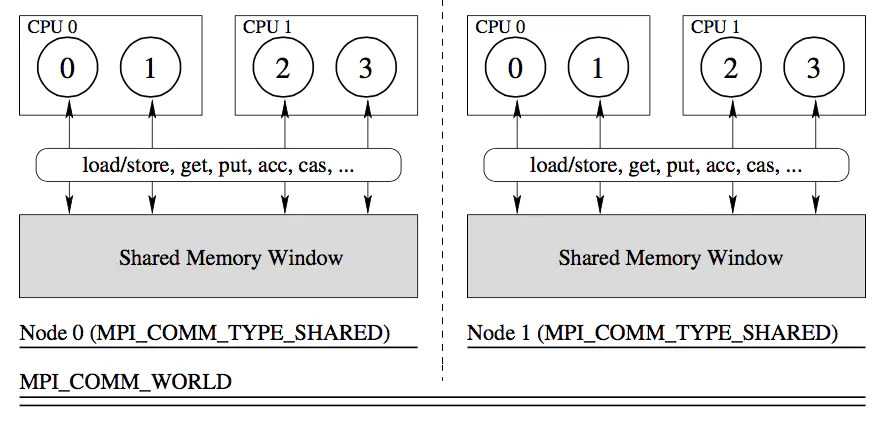 CPU 0
CPU 1
0
1
2
3
load/store, get, put, acc, cas, ...
Shared Memory Window
Node 0 (MPI_COMM_TYPE_SHARED)
CPU 0
CPU 1
0
1
2
3
load/store, get, put, acc, cas, ...
Shared Memory Window
Node 1 (MPI_COMM_TYPE_SHARED)
MPI_COMM_WORLD